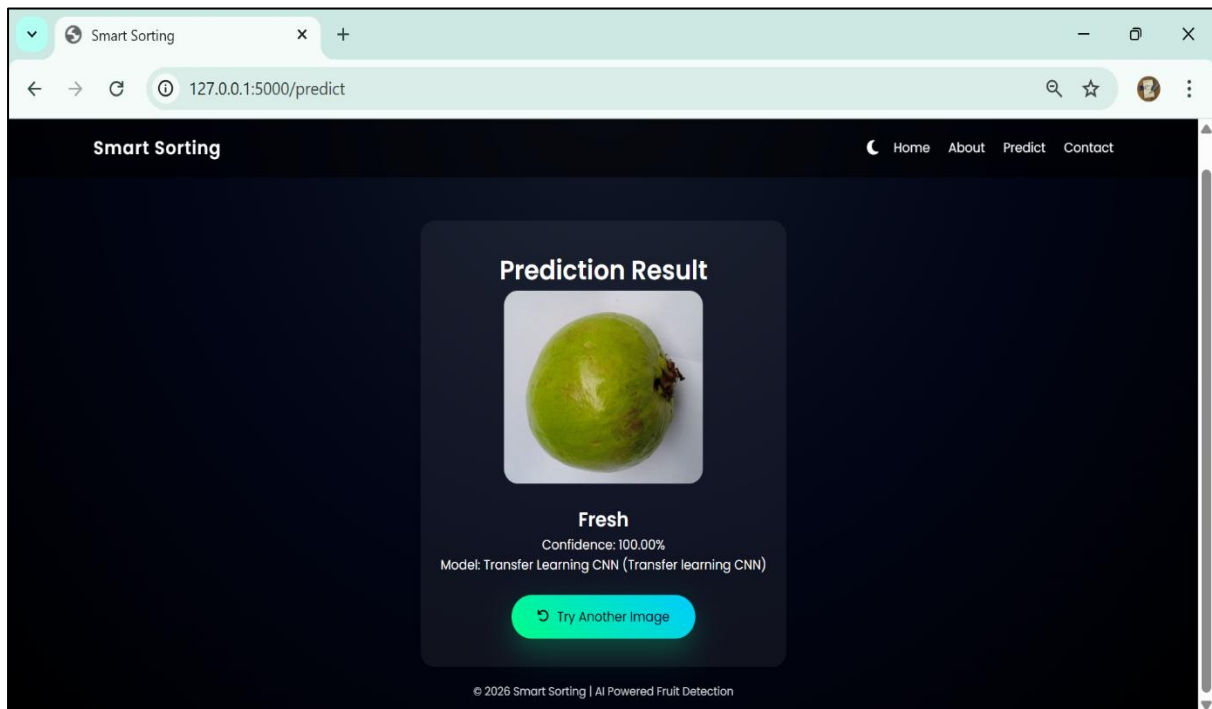 Smart Sorting
127.0.0.1:5000/predict
Smart Sorting Home About Predict Contact
Prediction Result
Fresh
Confidence: 100.00%
Model: Transfer Learning CNN (Transfer learning CNN)
Try Another Image
© 2026 Smart Sorting | AI Powered Fruit Detection